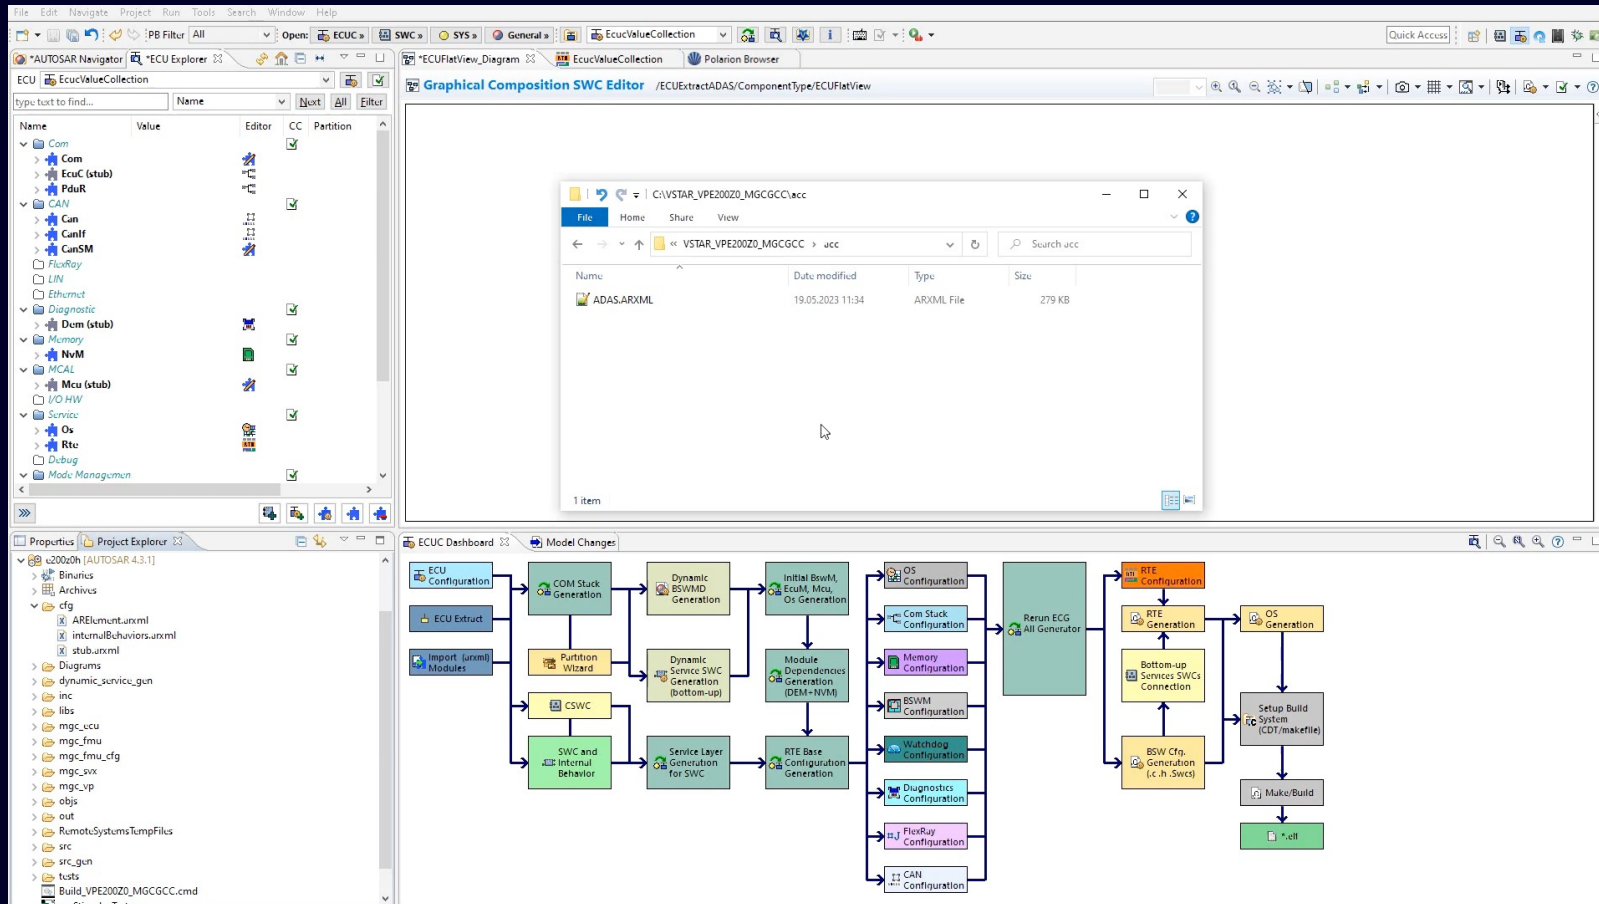 File Edit Navigate Project Run Tools Search Window Help
PB Filter All Open: ECUC » SWC » SYS » General » EcucValueCollection Quick Access
*AUTOSAR Navigator *ECU Explorer
ECU EcucValueCollection
type text to find... Name Next All Filter
Name Value Editor CC Partition
Com
Com
EcuC (stub)
PduR
CAN
Can
CanIf
CanSM
FlexRay
LIN
Ethernet
Diagnostic
Dem (stub)
Memory
NvM
MCAL
Mcu (stub)
I/O HW
Service
Os
Rte
Debug
Mode Managemen
*ECUFlatView_Diagram EcucValueCollection Polarion Browser
Graphical Composition SWC Editor /ECUExtractADAS/ComponentType/ECUFlatView
C:\VSTAR_VPE200Z0_MGCGCC\acc
File Home Share View
« VSTAR_VPE200Z0_MGCGCC › acc Search acc
Name Date modified Type Size
ADAS.ARXML 19.05.2023 11:34 ARXML File 279 KB
1 item
Properties Project Explorer
e200z0h [AUTOSAR 4.3.1]
Binaries
Archives
cfg
ARElement.arxml
internalBehaviors.arxml
stub.arxml
Diagrams
dynamic_service_gen
inc
libs
mgc_ecu
mgc_fmu
mgc_fmu_cfg
mgc_svx
mgc_vp
objs
out
RemoteSystemsTempFiles
src
src_gen
tests
Build_VPE200Z0_MGCGCC.cmd
ECUC Dashboard Model Changes
ECU
Configuration
ECU Extract
Import (arxml)
Modules
COM Stack
Generation
Partition
Wizard
CSWC
SWC and
Internal
Behavior
Dynamic
BSWMD
Generation
Dynamic
Service SWC
Generation
(bottom-up)
Service Layer
Generation
for SWC
Initial BswM,
EcuM, Mcu,
Os Generation
Module
Dependencies
Generation
(DEM+NVM)
RTE Base
Configuration
Generation
OS
Configuration
Com Stack
Configuration
Memory
Configuration
BSWM
Configuration
Watchdog
Configuration
Diagnostics
Configuration
FlexRay
Configuration
CAN
Configuration
Rerun ECG
All Generator
RTE
Configuration
RTE
Generation
Bottom-up
Services SWCs
Connection
BSW Cfg.
Generation
(.c .h .Swcs)
OS
Generation
Setup Build
System
(CDT/makefile)
Make/Build
*.elf